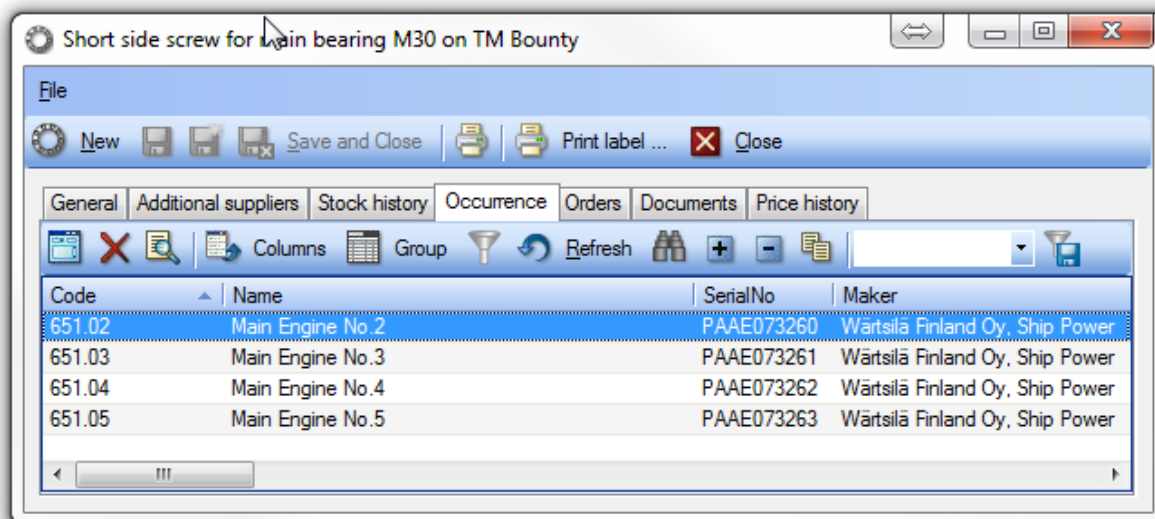 Short side screw for main bearing M30 on TM Bounty
File
New Save and Close Print label ... Close
General Additional suppliers Stock history Occurrence Orders Documents Price history
Columns Group Refresh
Code Name SerialNo Maker
651.02 Main Engine No.2 PAAE073260 Wärtsilä Finland Oy, Ship Power
651.03 Main Engine No.3 PAAE073261 Wärtsilä Finland Oy, Ship Power
651.04 Main Engine No.4 PAAE073262 Wärtsilä Finland Oy, Ship Power
651.05 Main Engine No.5 PAAE073263 Wärtsilä Finland Oy, Ship Power